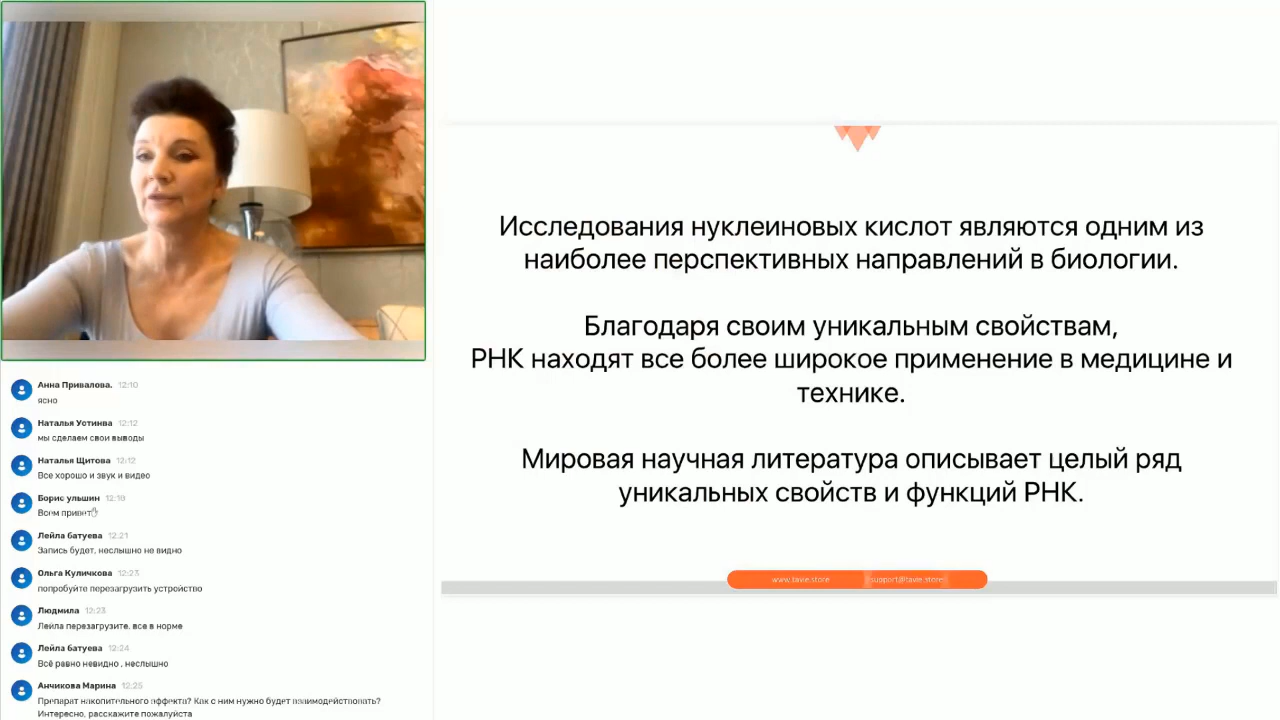 Исследования нуклеиновых кислот являются одним из
наиболее перспективных направлений в биологии.
Благодаря своим уникальным свойствам,
РНК находят все более широкое применение в медицине и
технике.
Мировая научная литература описывает целый ряд
уникальных свойств и функций РНК.
www.tavie.store support@tavie.store
Анна Привалова. 12:10
ясно
Наталья Устинва 12:12
мы сделаем свои выводы
Наталья Щитова 12:12
Все хорошо и звук и видео
Борис ульшин 12:19
Всем привет
Лейла батуева 12:21
Запись будет, неслышно не видно
Ольга Куличкова 12:23
попробуйте перезагрузить устройство
Людмила 12:23
Лейла перезагрузите, все в норме
Лейла батуева 12:24
Всё равно невидно , неслышно
Анчикова Марина 12:25
Препарат накопительного эффекта? Как с ним нужно будет взаимодействовать?
Интересно, расскажите пожалуйста